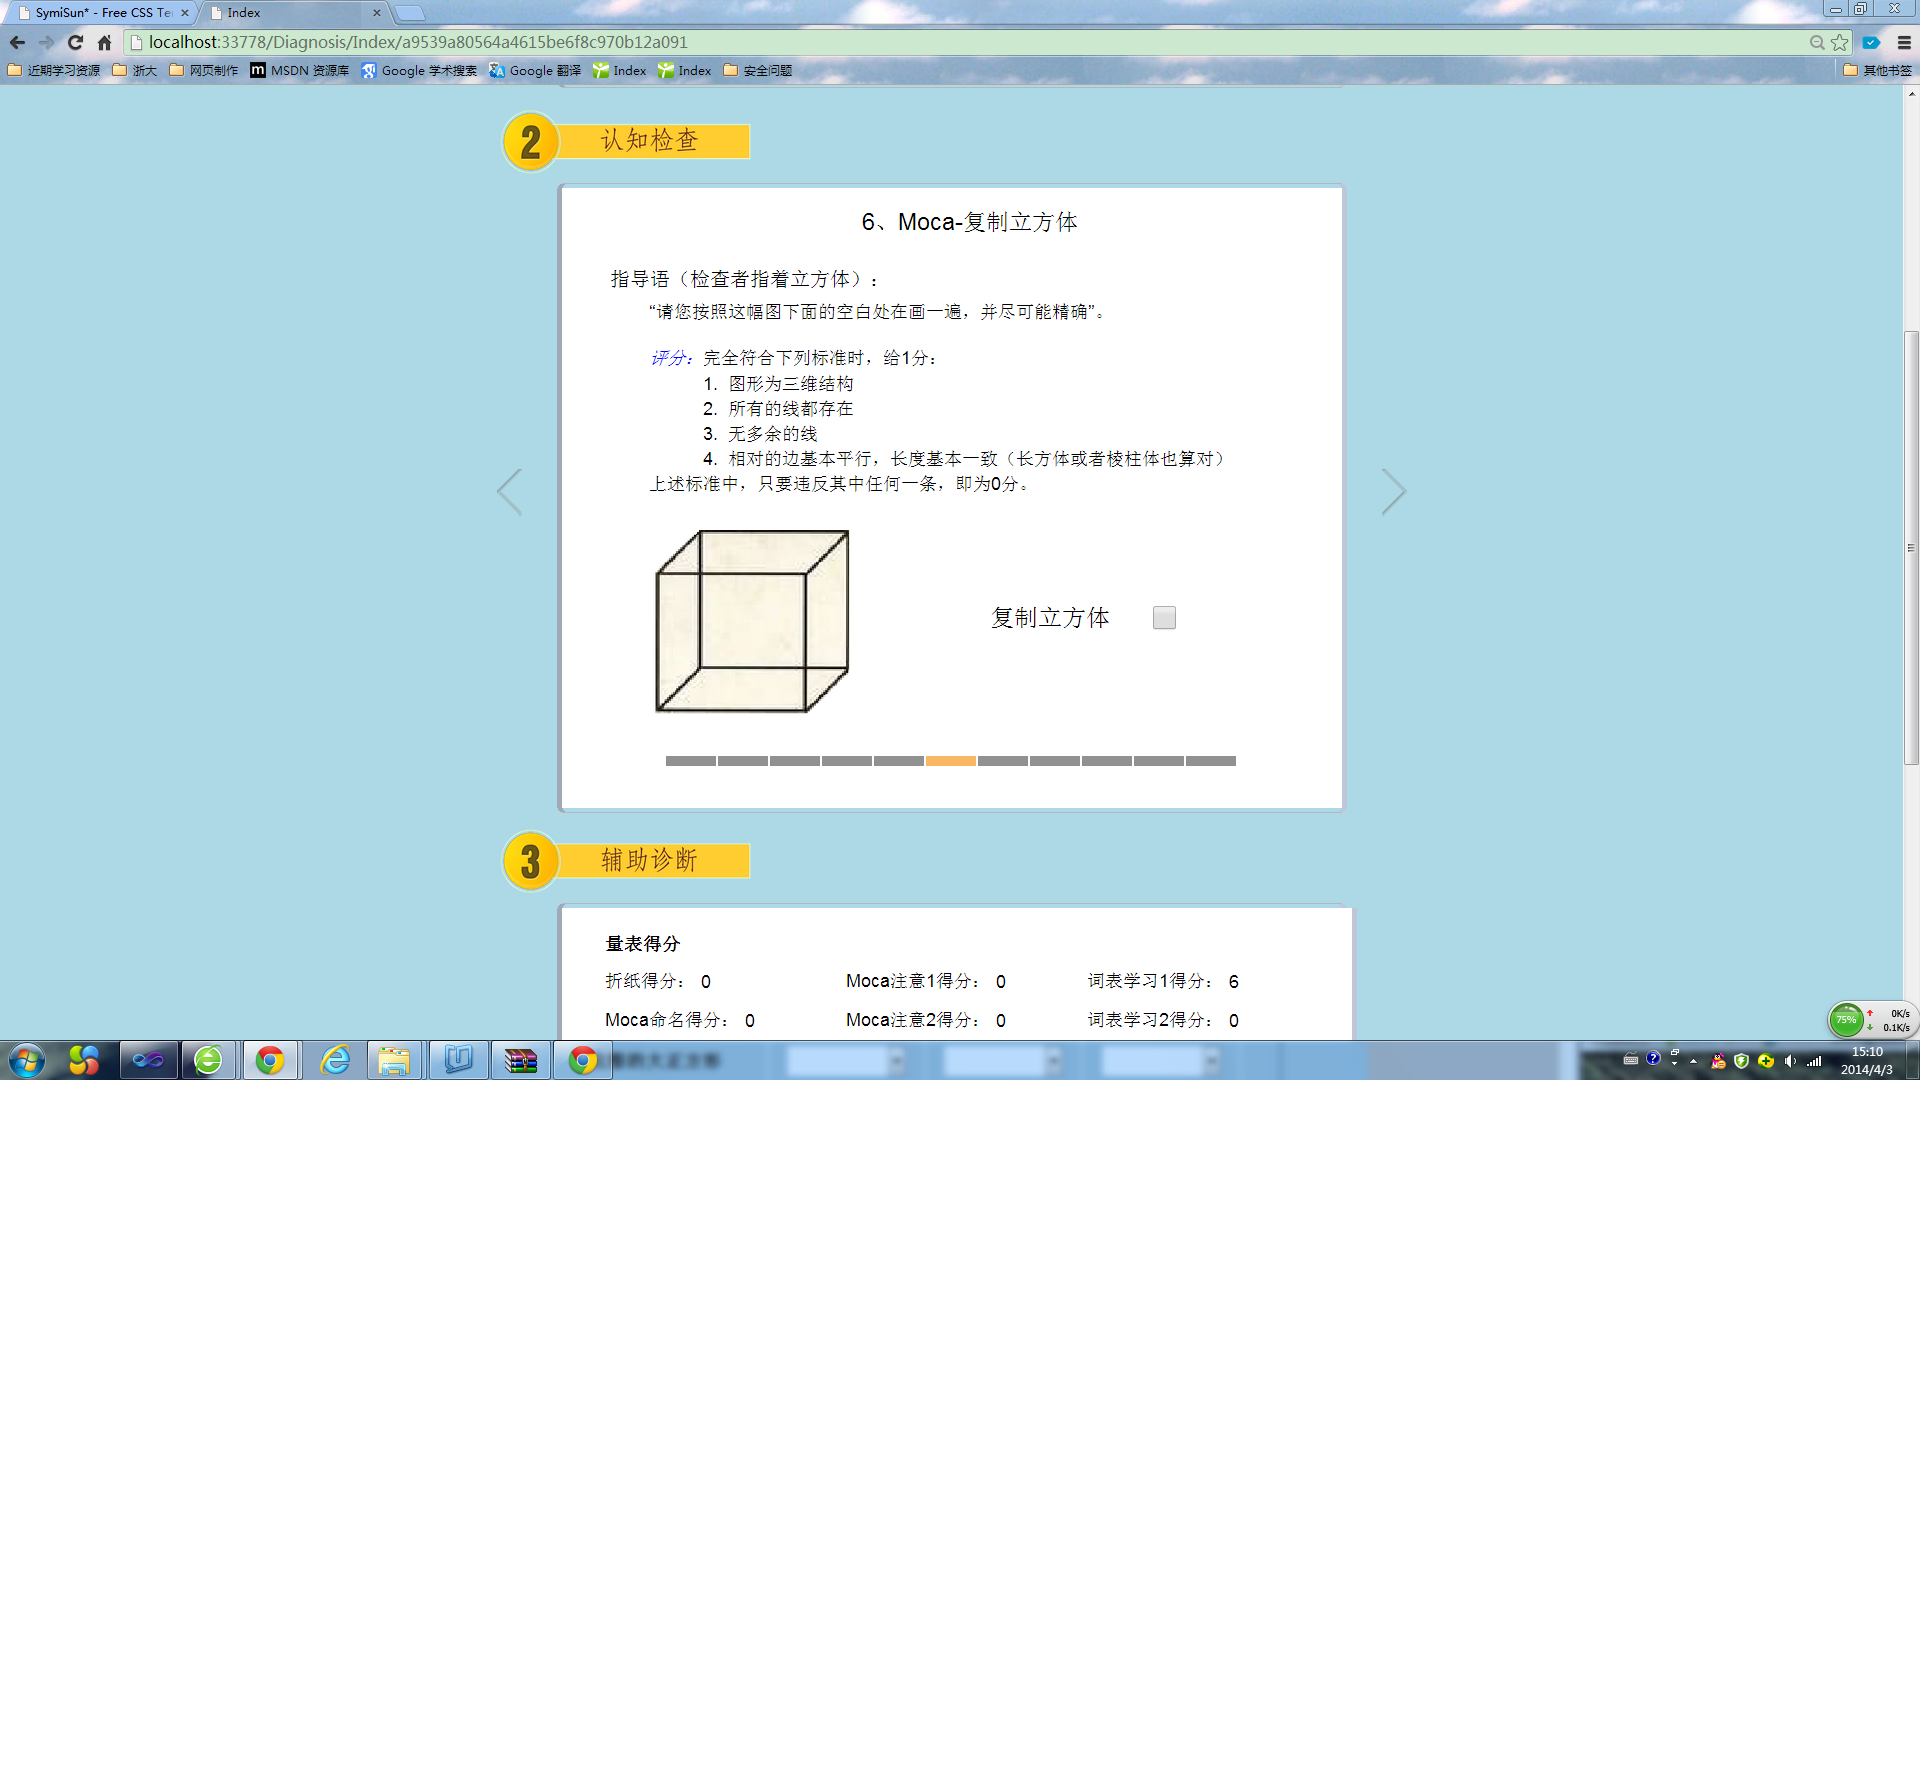 SymiSun* - Free CSS Te
Index
localhost:33778/Diagnosis/Index/a9539a80564a4615be6f8c970b12a091
近期学习资源 浙大 网页制作 MSDN 资源库 Google 学术搜索 Google 翻译 Index Index 安全问题 其他书签
2 认知检查
6、Moca-复制立方体
指导语（检查者指着立方体）：
“请您按照这幅图下面的空白处在画一遍，并尽可能精确”。
评分：完全符合下列标准时，给1分：
1. 图形为三维结构
2. 所有的线都存在
3. 无多余的线
4. 相对的边基本平行，长度基本一致（长方体或者棱柱体也算对）
上述标准中，只要违反其中任何一条，即为0分。
复制立方体
3 辅助诊断
量表得分
折纸得分： 0 Moca注意1得分： 0 词表学习1得分： 6
Moca命名得分： 0 Moca注意2得分： 0 词表学习2得分： 0
75% 0K/s
0.1K/s
15:10
2014/4/3